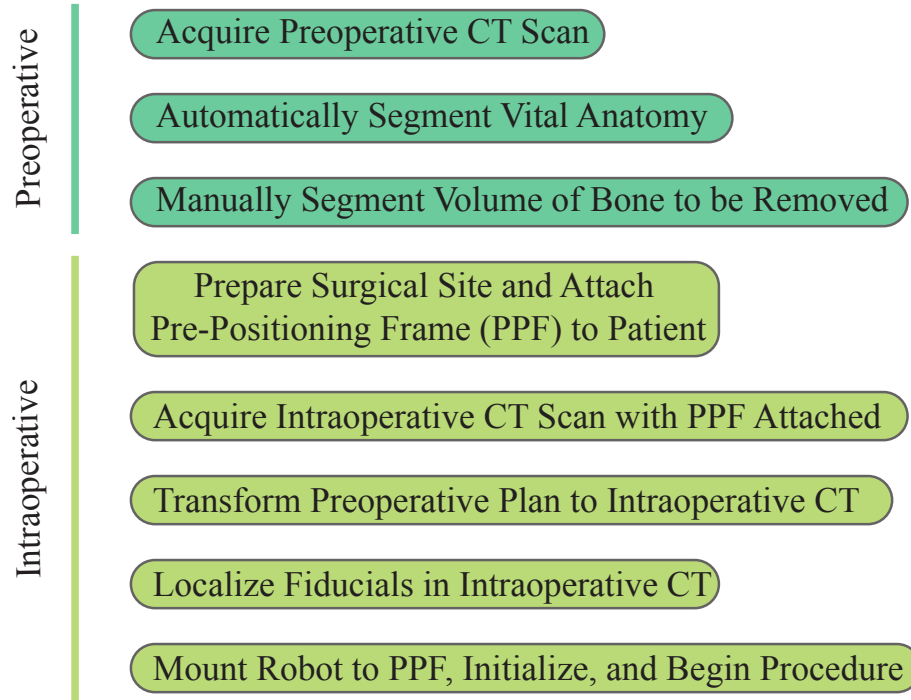 Preoperative
Acquire Preoperative CT Scan
Automatically Segment Vital Anatomy
Manually Segment Volume of Bone to be Removed
Intraoperative
Prepare Surgical Site and Attach
Pre-Positioning Frame (PPF) to Patient
Acquire Intraoperative CT Scan with PPF Attached
Transform Preoperative Plan to Intraoperative CT
Localize Fiducials in Intraoperative CT
Mount Robot to PPF, Initialize, and Begin Procedure